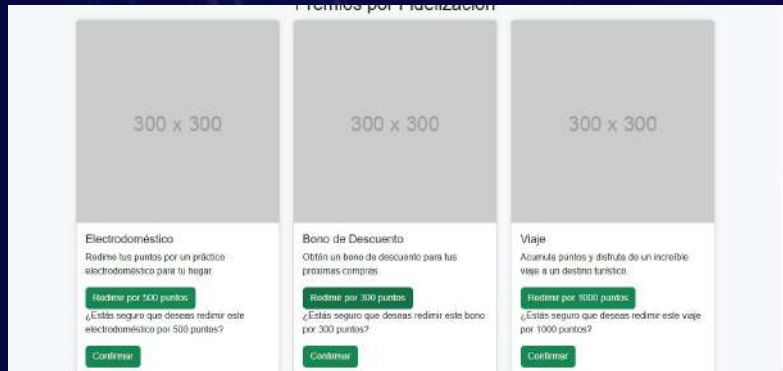 Premios por Fidelización
300 x 300
300 x 300
300 x 300
Electrodoméstico
Redime tus puntos por un práctico
electrodoméstico para tu hogar.
Redimir por 500 puntos
¿Estás seguro que deseas redimir este
electrodoméstico por 500 puntos?
Confirmar
Bono de Descuento
Obtén un bono de descuento para tus
próximas compras.
Redimir por 300 puntos
¿Estás seguro que deseas redimir este bono
por 300 puntos?
Confirmar
Viaje
Acumula puntos y disfruta de un increíble
viaje a un destino turístico.
Redimir por 1000 puntos
¿Estás seguro que deseas redimir este viaje
por 1000 puntos?
Confirmar